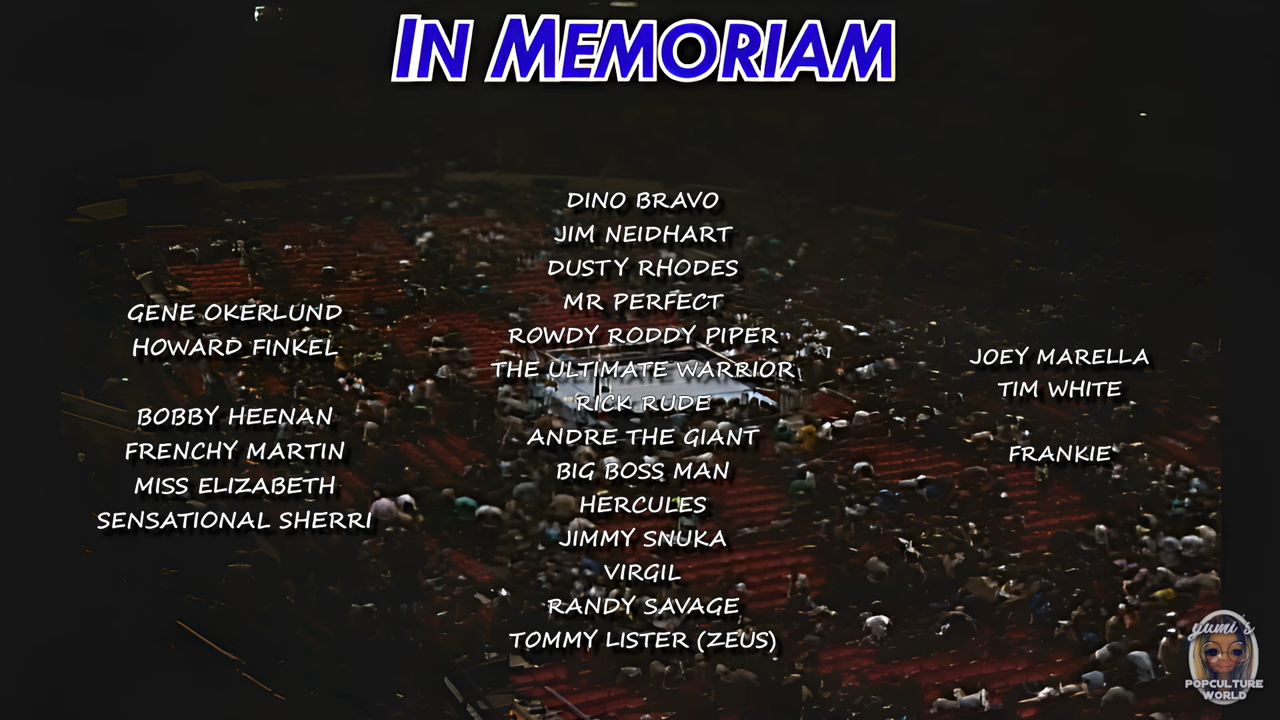 IN MEMORIAM
GENE OKERLUND
HOWARD FINKEL
BOBBY HEENAN
FRENCHY MARTIN
MISS ELIZABETH
SENSATIONAL SHERRI
DINO BRAVO
JIM NEIDHART
DUSTY RHODES
MR PERFECT
ROWDY RODDY PIPER
THE ULTIMATE WARRIOR
RICK RUDE
ANDRE THE GIANT
BIG BOSS MAN
HERCULES
JIMMY SNUKA
VIRGIL
RANDY SAVAGE
TOMMY LISTER (ZEUS)
JOEY MARELLA
TIM WHITE
FRANKIE
yumi's
POPCULTURE
WORLD